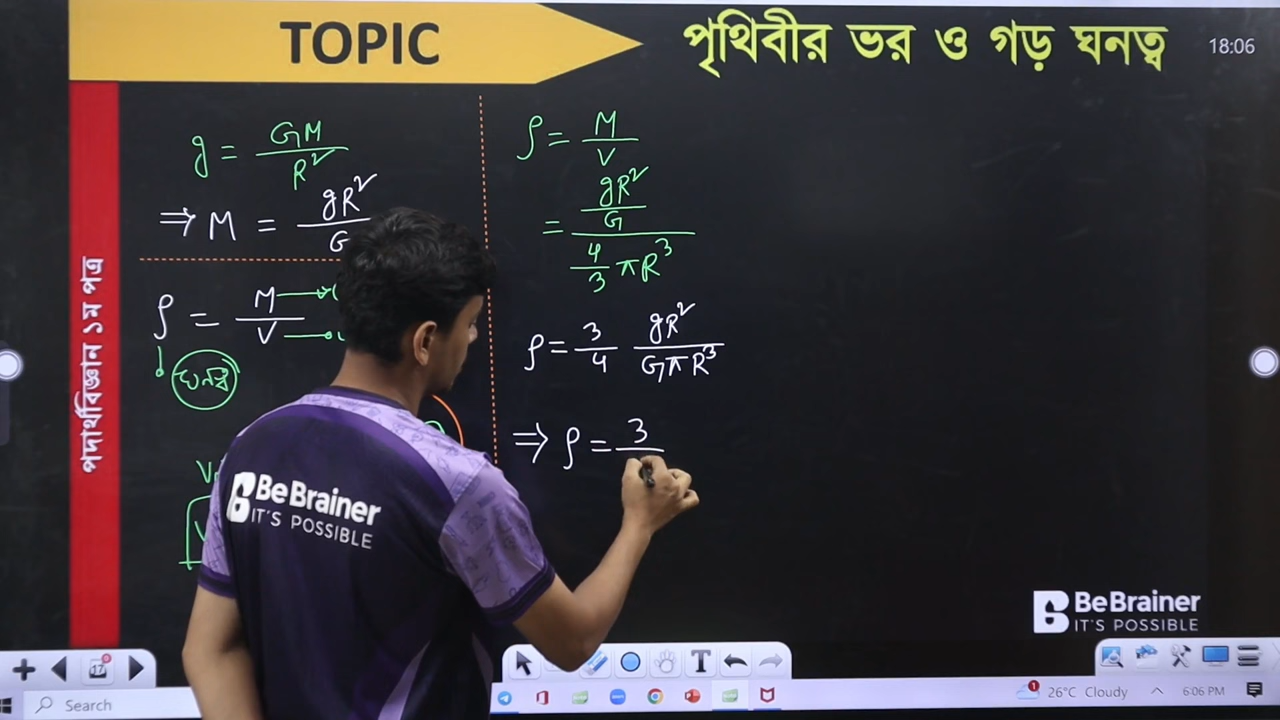 TOPIC
পৃথিবীর ভর ও গড় ঘনত্ব
18:06
পদার্থবিজ্ঞান ১ম পত্র
g = GM/R²
⇒ M = gR²/G
ρ = M/V
ঘনত্ব
ρ = M/V
= (gR²/G)/(4/3 πR³)
ρ = 3/4 gR²/GπR³
⇒ ρ = 3
BeBrainer
IT'S POSSIBLE
BeBrainer
IT'S POSSIBLE
17
T
Search
26°C Cloudy
6:06 PM